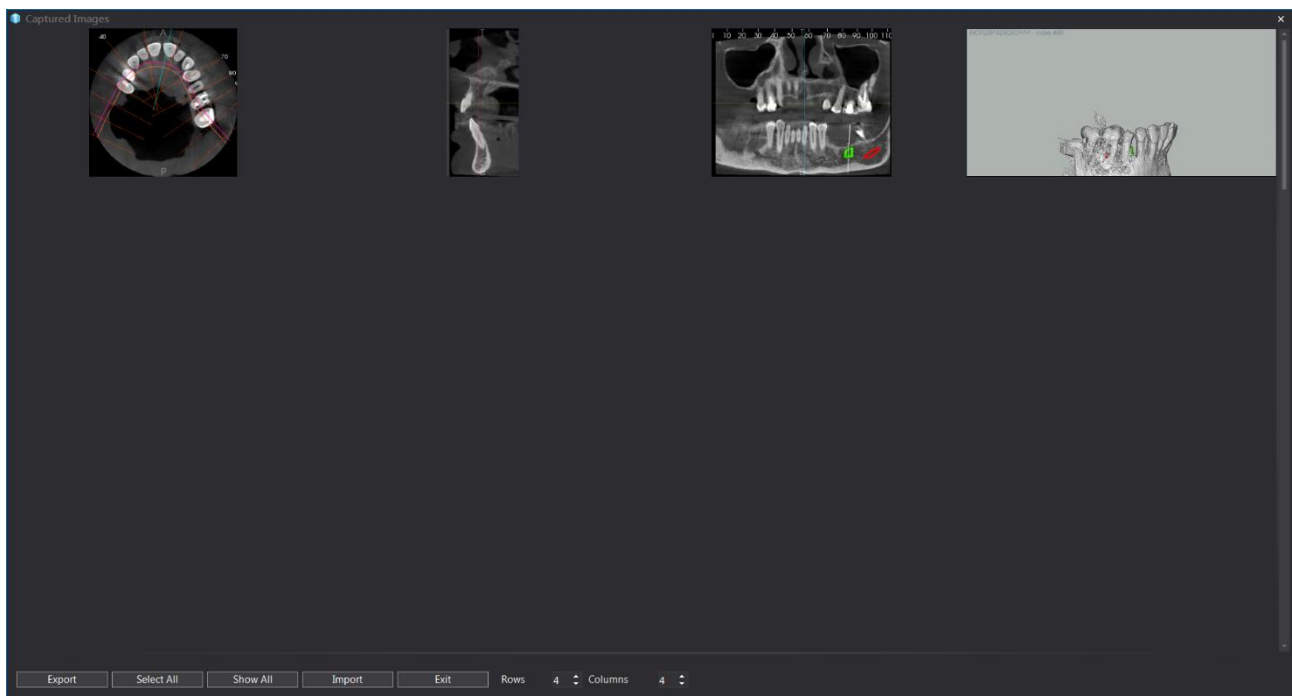 Captured Images
A
40
70
80
P
T
10 20 30 40 50 60 70 80 90 100 110
Export Select All Show All Import Exit Rows 4 Columns 4